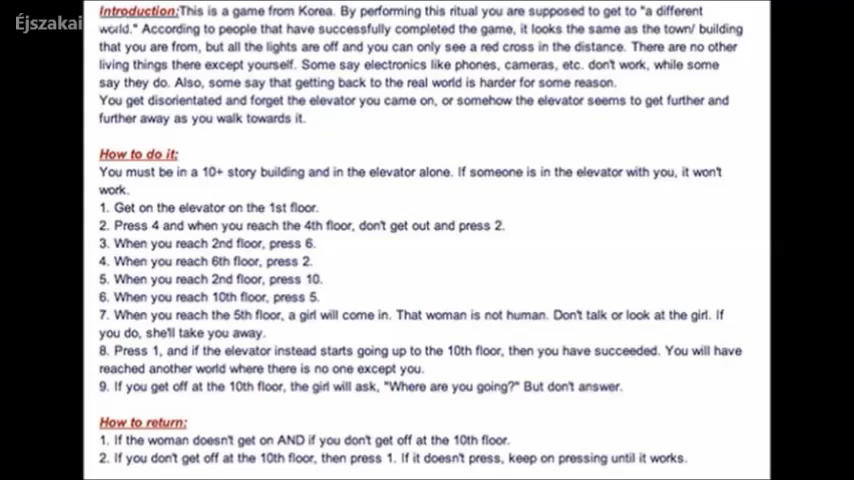 Éjszakai
Introduction:This is a game from Korea. By performing this ritual you are supposed to get to "a different
world." According to people that have successfully completed the game, it looks the same as the town/ building
that you are from, but all the lights are off and you can only see a red cross in the distance. There are no other
living things there except yourself. Some say electronics like phones, cameras, etc. don't work, while some
say they do. Also, some say that getting back to the real world is harder for some reason.
You get disorientated and forget the elevator you came on, or somehow the elevator seems to get further and
further away as you walk towards it.
How to do it:
You must be in a 10+ story building and in the elevator alone. If someone is in the elevator with you, it won't
work.
1. Get on the elevator on the 1st floor.
2. Press 4 and when you reach the 4th floor, don't get out and press 2.
3. When you reach 2nd floor, press 6.
4. When you reach 6th floor, press 2.
5. When you reach 2nd floor, press 10.
6. When you reach 10th floor, press 5.
7. When you reach the 5th floor, a girl will come in. That woman is not human. Don't talk or look at the girl. If
you do, she'll take you away.
8. Press 1, and if the elevator instead starts going up to the 10th floor, then you have succeeded. You will have
reached another world where there is no one except you.
9. If you get off at the 10th floor, the girl will ask, "Where are you going?" But don't answer.
How to return:
1. If the woman doesn't get on AND if you don't get off at the 10th floor.
2. If you don't get off at the 10th floor, then press 1. If it doesn't press, keep on pressing until it works.